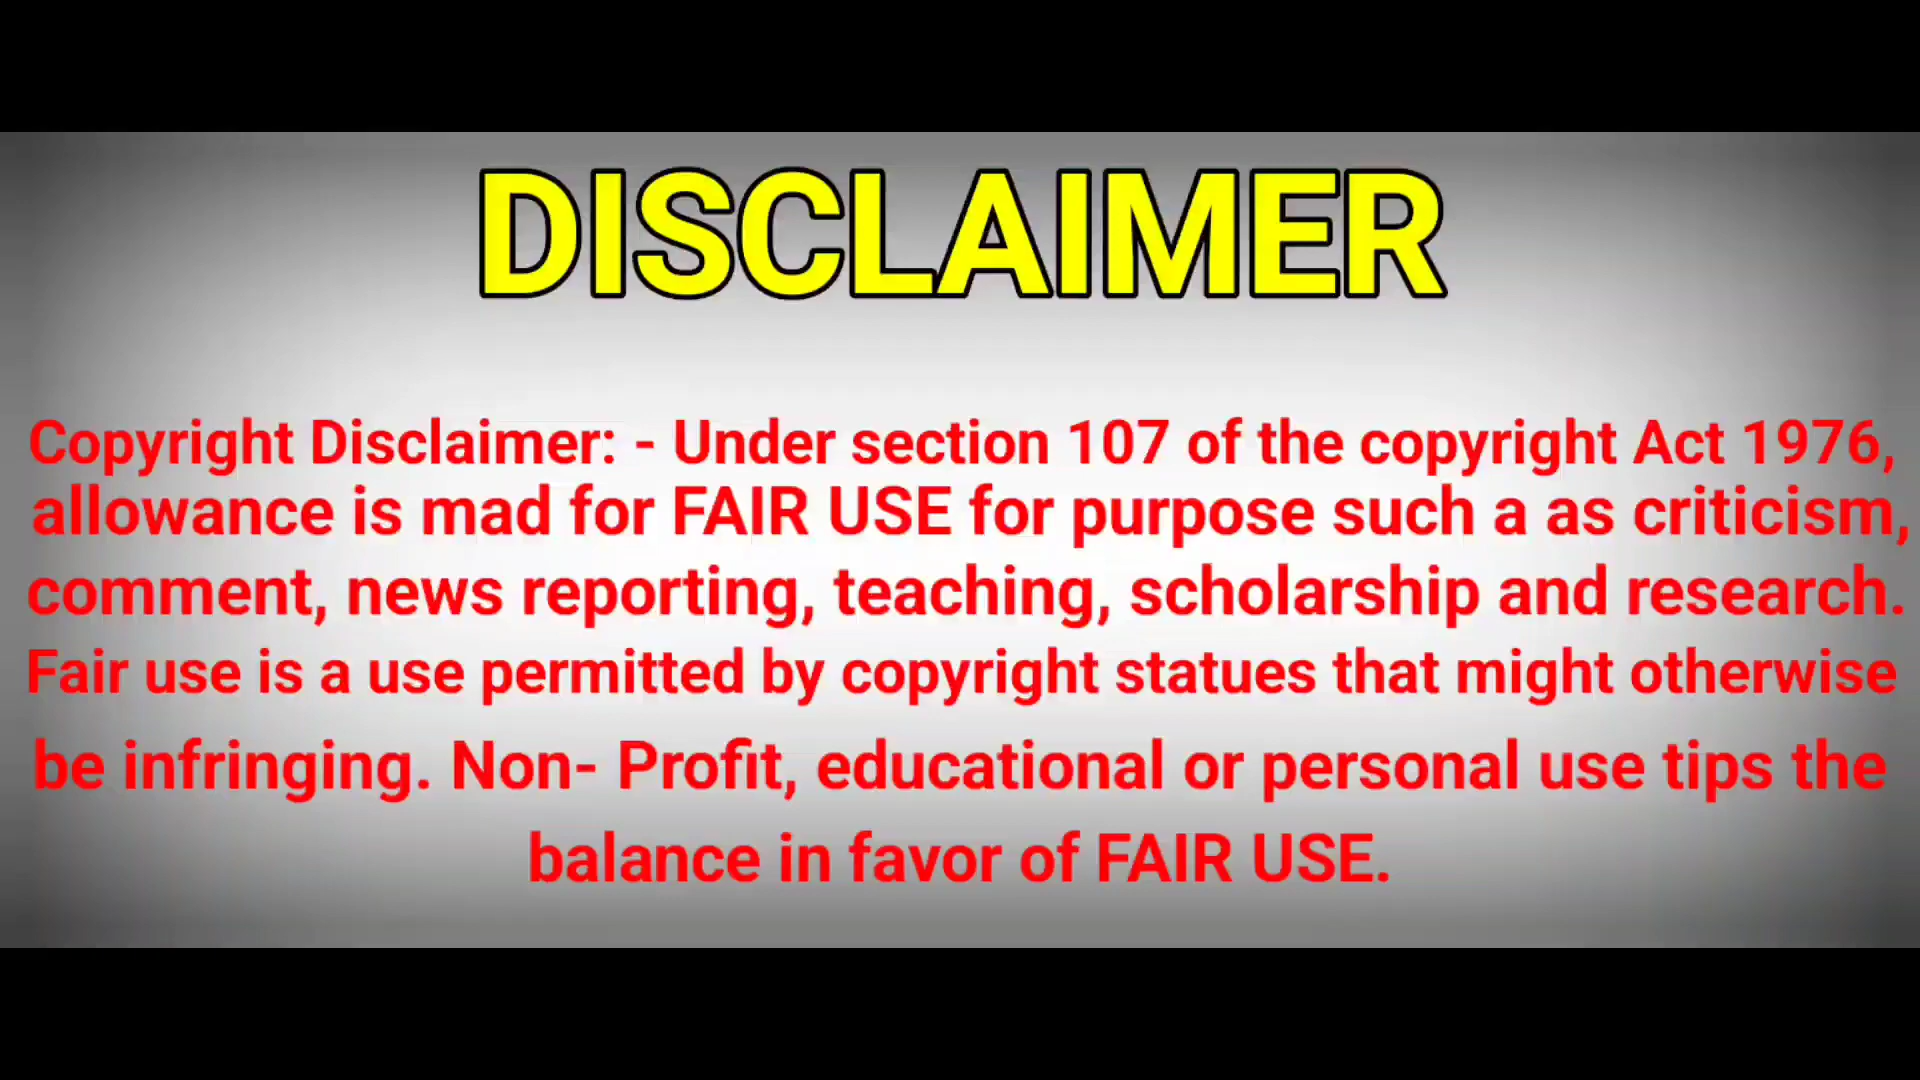 DISCLAIMER
Copyright Disclaimer: - Under section 107 of the copyright Act 1976,
allowance is mad for FAIR USE for purpose such a as criticism,
comment, news reporting, teaching, scholarship and research.
Fair use is a use permitted by copyright statues that might otherwise
be infringing. Non- Profit, educational or personal use tips the
balance in favor of FAIR USE.